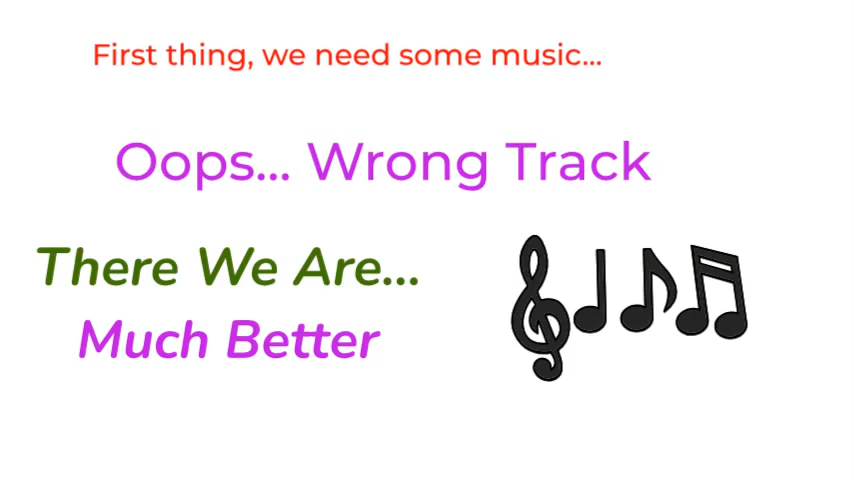 First thing, we need some music...
Oops... Wrong Track
There We Are...
Much Better